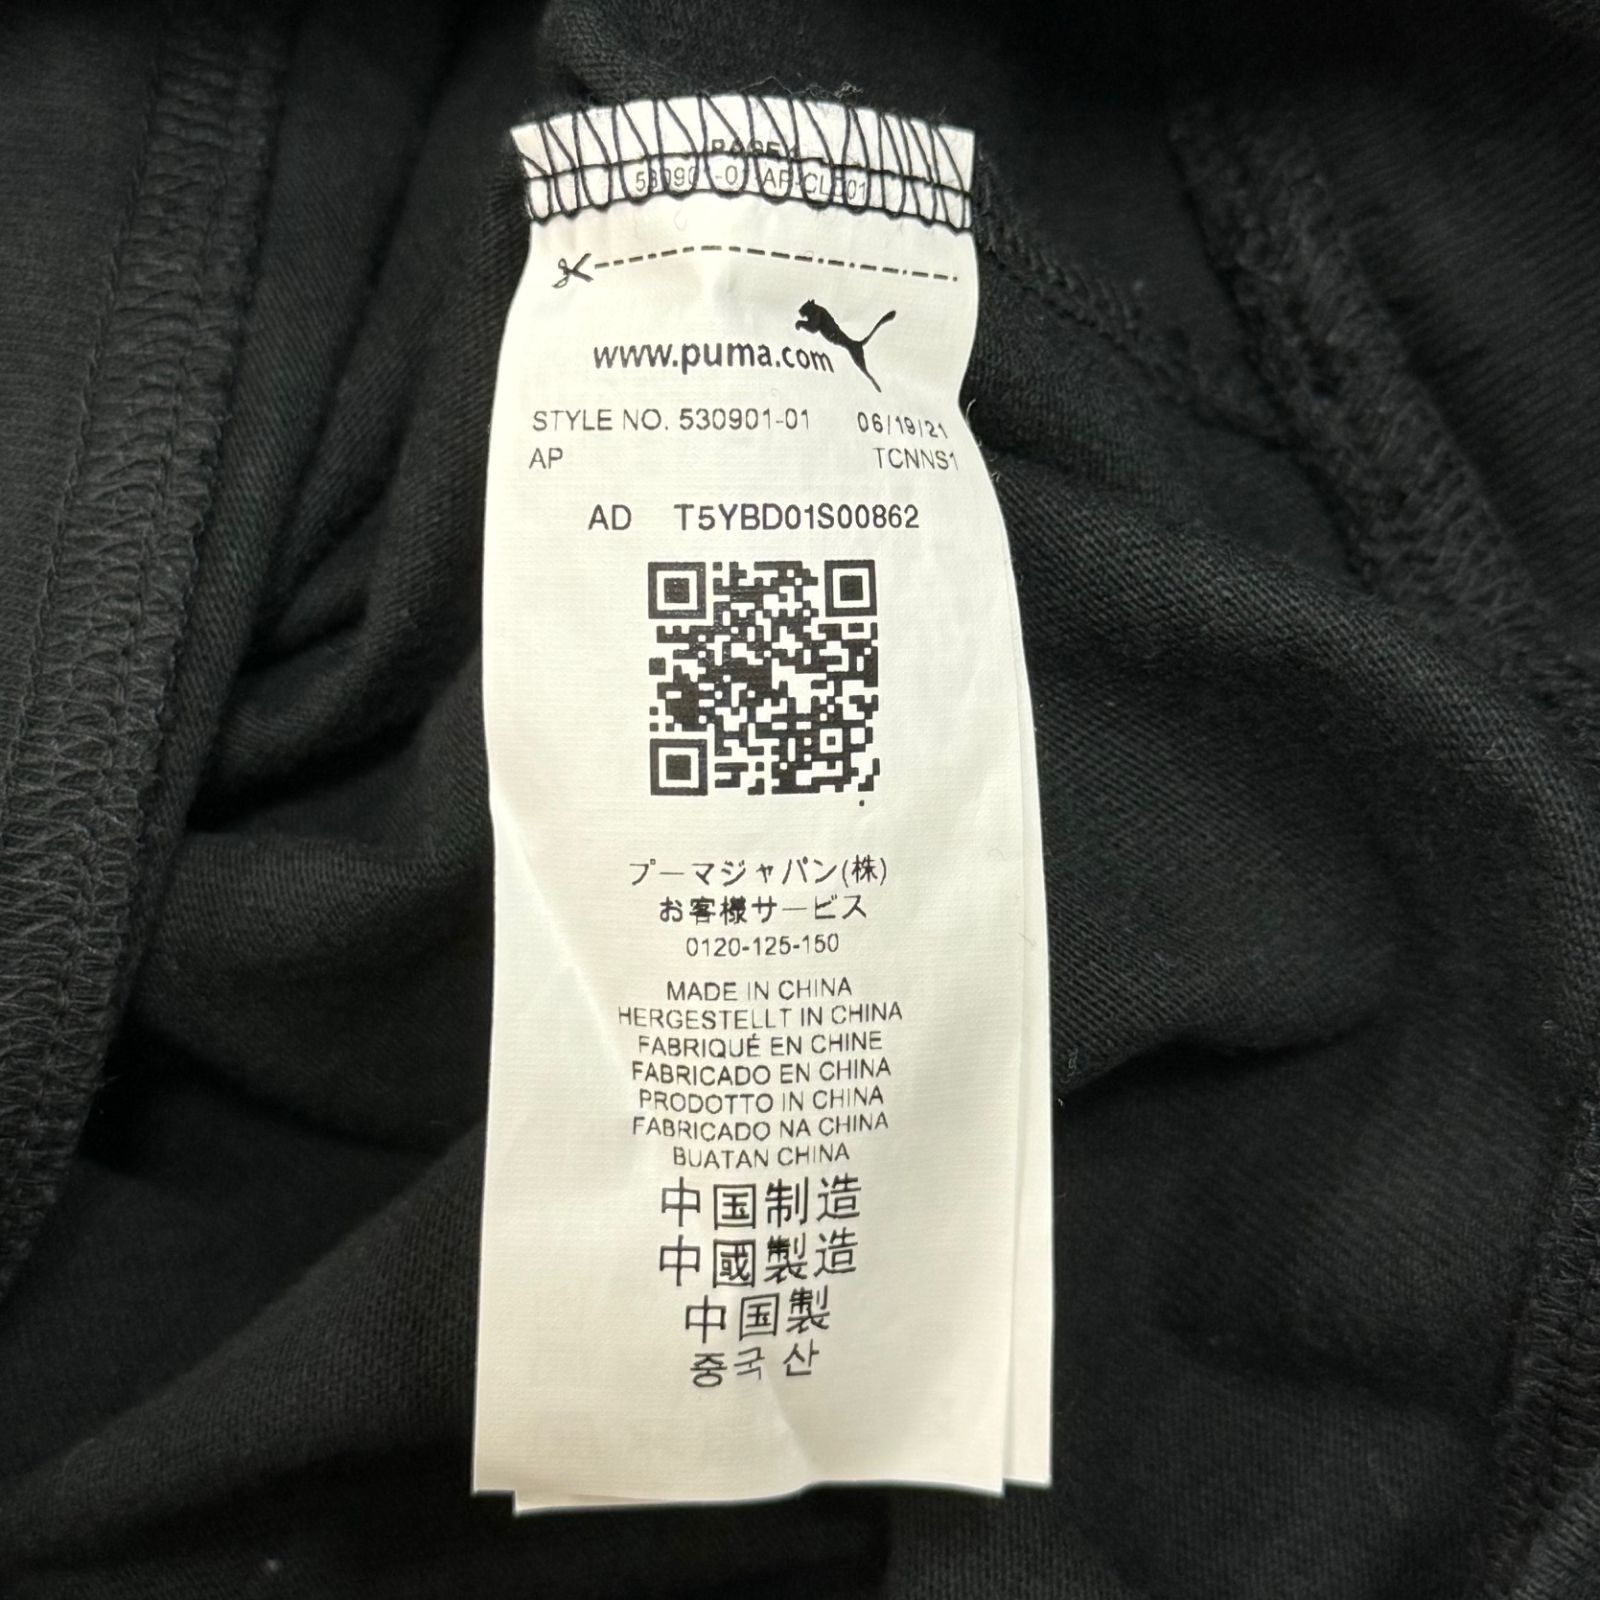 PAGE 1
www.puma.com
STYLE NO. 530901-01 06/19/21
AP TCNNS1
AD T5YBD01S00862
プーマジャパン(株)
お客様サービス
0120-125-150
MADE IN CHINA
HERGESTELLT IN CHINA
FABRIQUÉ EN CHINE
FABRICADO EN CHINA
PRODOTTO IN CHINA
FABRICADO NA CHINA
BUATAN CHINA
中国制造
中國製造
中国製
중국산